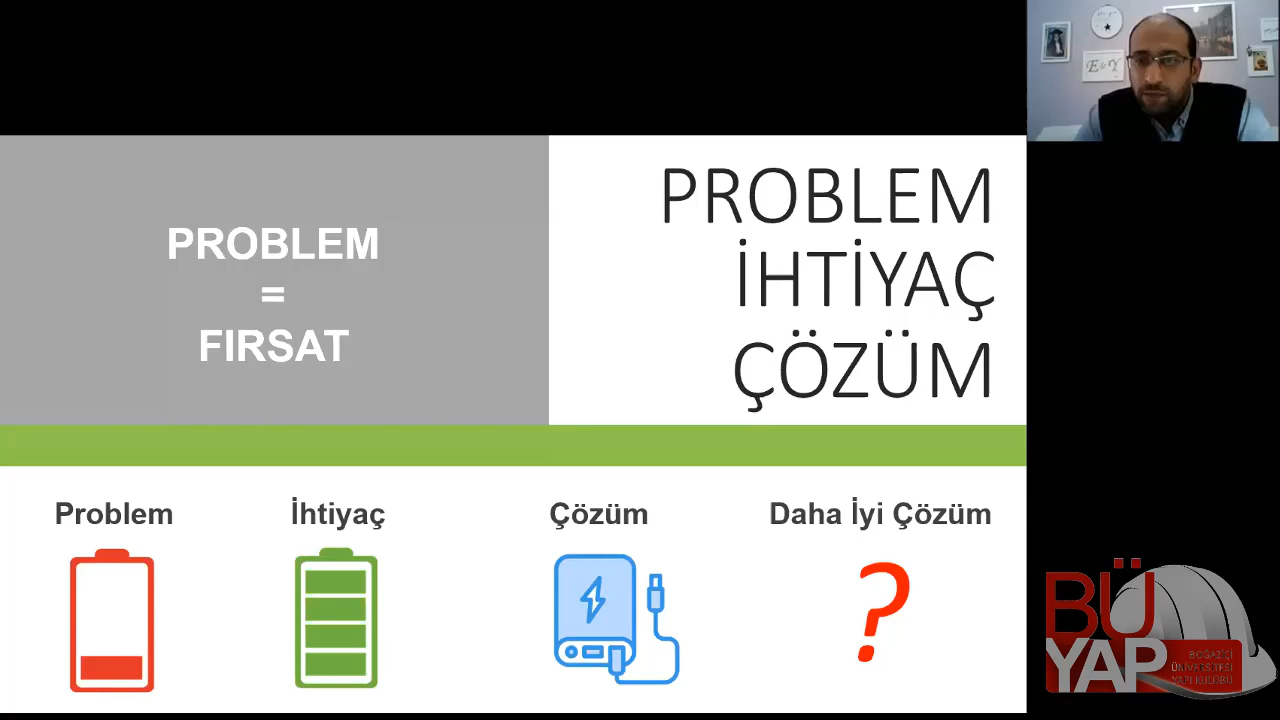 PROBLEM
=
FIRSAT
PROBLEM
İHTİYAÇ
ÇÖZÜM
Problem
İhtiyaç
Çözüm
Daha İyi Çözüm
?
E&Y
BÜ
YAP
BOĞAZİÇİ
ÜNİVERSİTESİ
YAPI KULÜBÜ